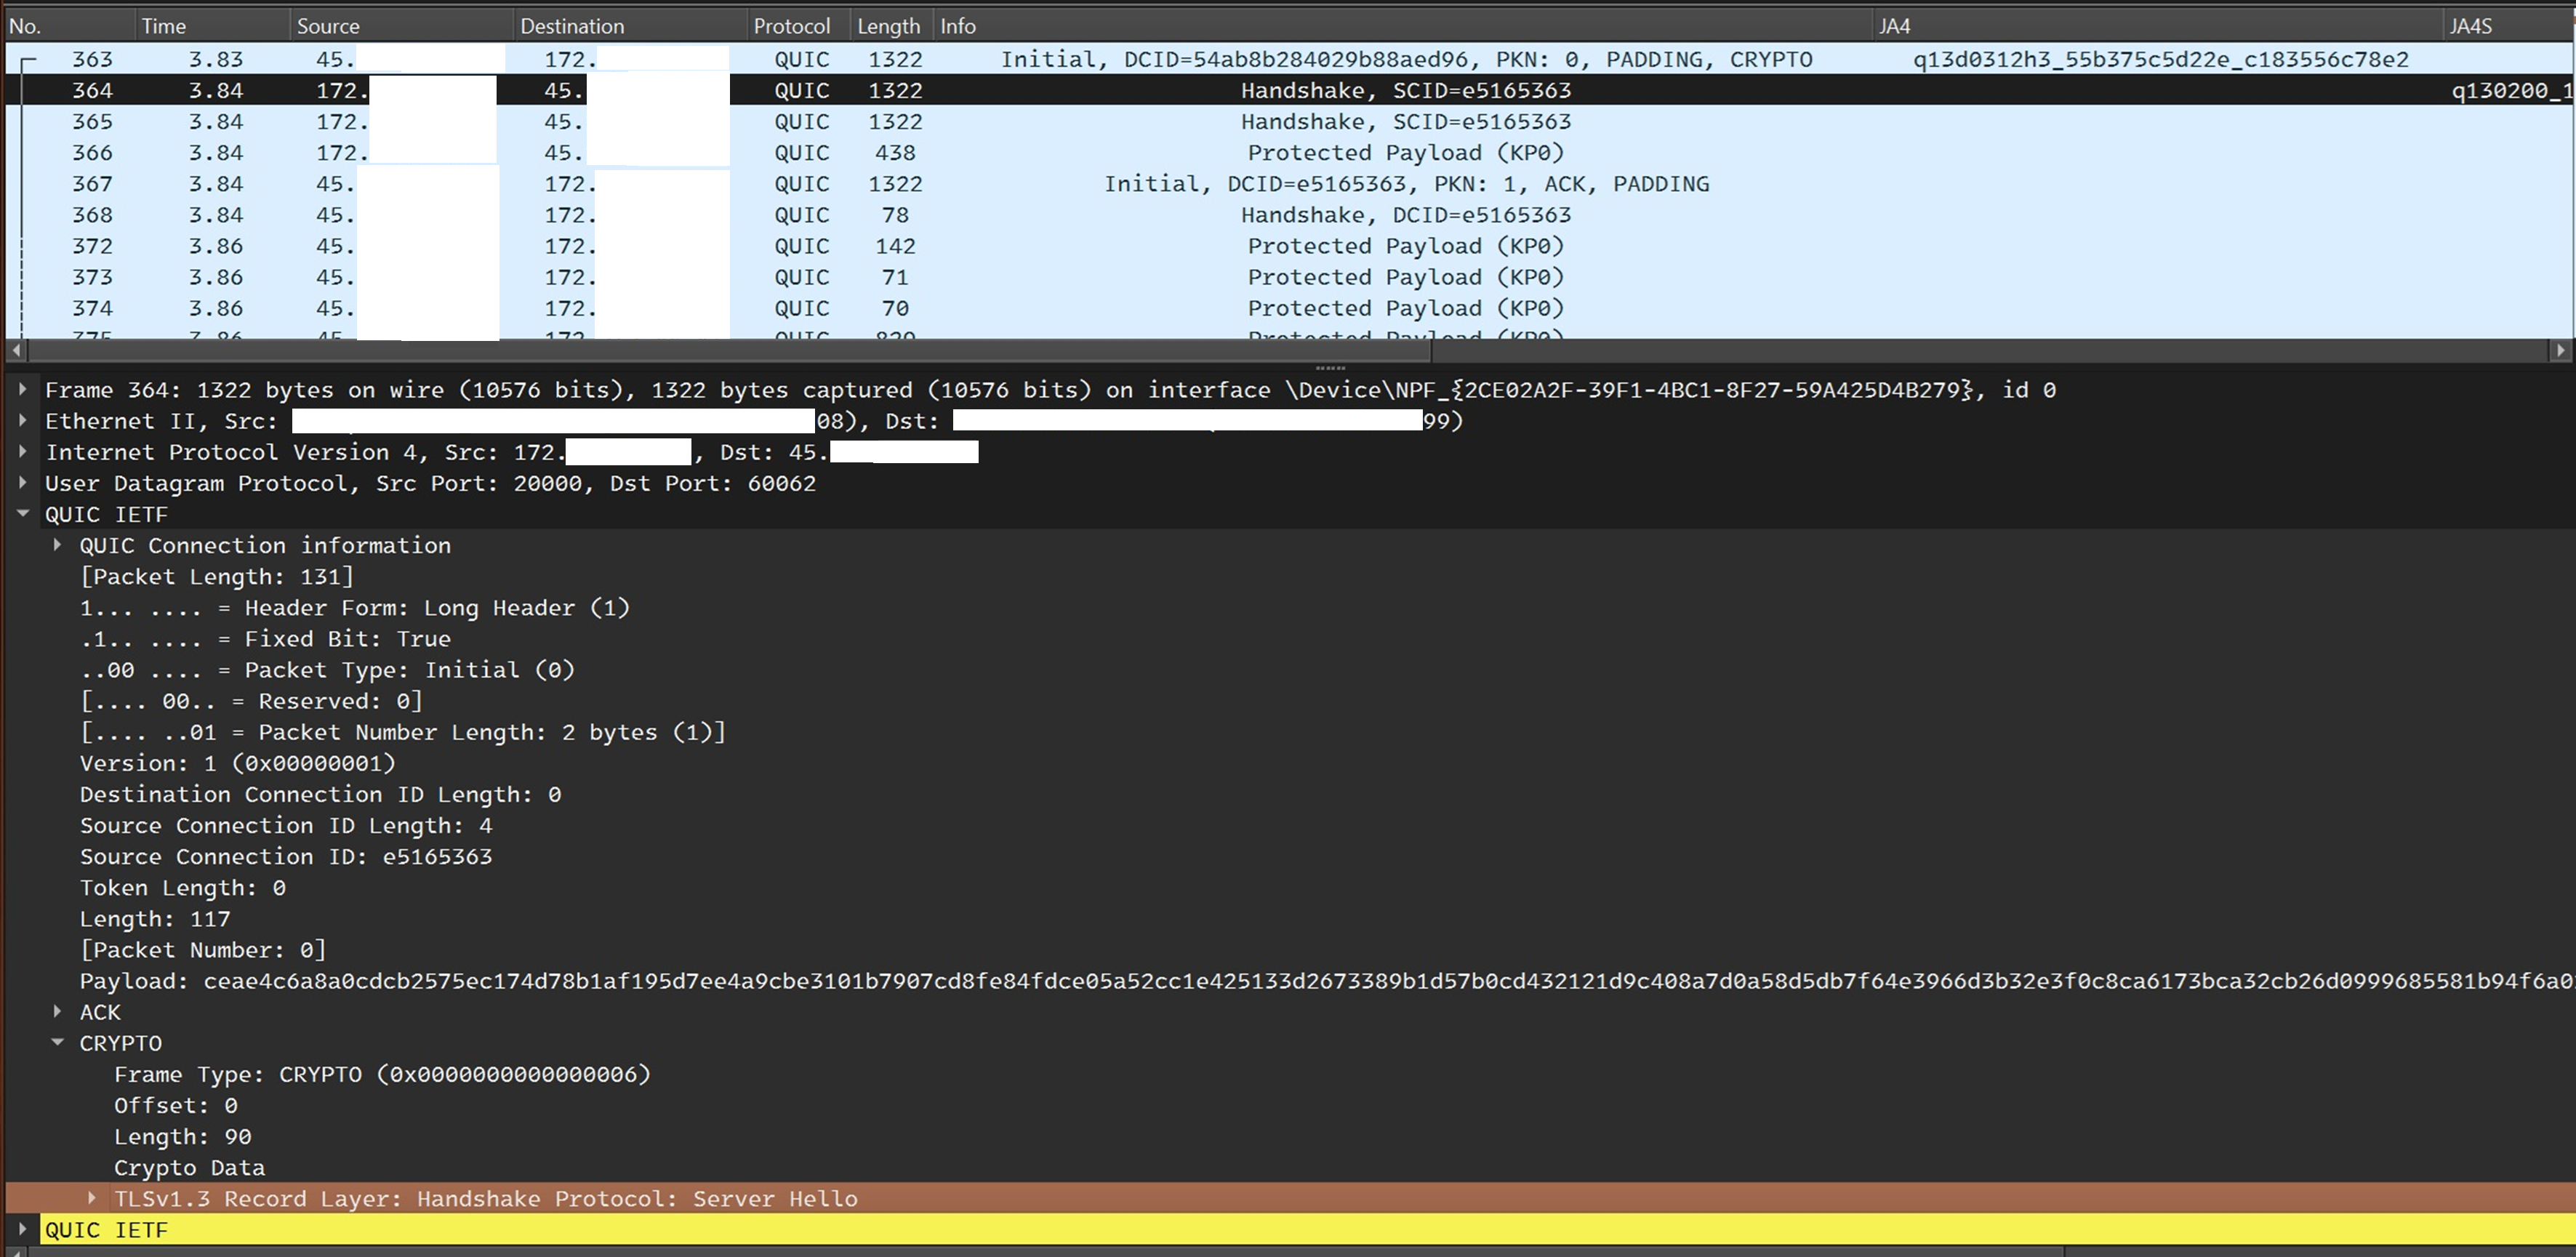 No. Time Source Destination Protocol Length Info JA4 JA4S
363 3.83 45. 172. QUIC 1322 Initial, DCID=54ab8b284029b88aed96, PKN: 0, PADDING, CRYPTO q13d0312h3_55b375c5d22e_c183556c78e2
364 3.84 172. 45. QUIC 1322 Handshake, SCID=e5165363 q130200_1
365 3.84 172. 45. QUIC 1322 Handshake, SCID=e5165363
366 3.84 172. 45. QUIC 438 Protected Payload (KP0)
367 3.84 45. 172. QUIC 1322 Initial, DCID=e5165363, PKN: 1, ACK, PADDING
368 3.84 45. 172. QUIC 78 Handshake, DCID=e5165363
372 3.86 45. 172. QUIC 142 Protected Payload (KP0)
373 3.86 45. 172. QUIC 71 Protected Payload (KP0)
374 3.86 45. 172. QUIC 70 Protected Payload (KP0)
375 3.86 45. 172. QUIC Protected Payload (KP0)
Frame 364: 1322 bytes on wire (10576 bits), 1322 bytes captured (10576 bits) on interface \Device\NPF_{2CE02A2F-39F1-4BC1-8F27-59A425D4B279}, id 0
Ethernet II, Src: 08), Dst: 99)
Internet Protocol Version 4, Src: 172. , Dst: 45.
User Datagram Protocol, Src Port: 20000, Dst Port: 60062
QUIC IETF
QUIC Connection information
[Packet Length: 131]
1... .... = Header Form: Long Header (1)
.1.. .... = Fixed Bit: True
..00 .... = Packet Type: Initial (0)
[.... 00.. = Reserved: 0]
[.... ..01 = Packet Number Length: 2 bytes (1)]
Version: 1 (0x00000001)
Destination Connection ID Length: 0
Source Connection ID Length: 4
Source Connection ID: e5165363
Token Length: 0
Length: 117
[Packet Number: 0]
Payload: ceae4c6a8a0cdcb2575ec174d78b1af195d7ee4a9cbe3101b7907cd8fe84fdce05a52cc1e425133d2673389b1d57b0cd432121d9c408a7d0a58d5db7f64e3966d3b32e3f0c8ca6173bca32cb26d0999685581b94f6a0
ACK
CRYPTO
Frame Type: CRYPTO (0x0000000000000006)
Offset: 0
Length: 90
Crypto Data
TLSv1.3 Record Layer: Handshake Protocol: Server Hello
QUIC IETF